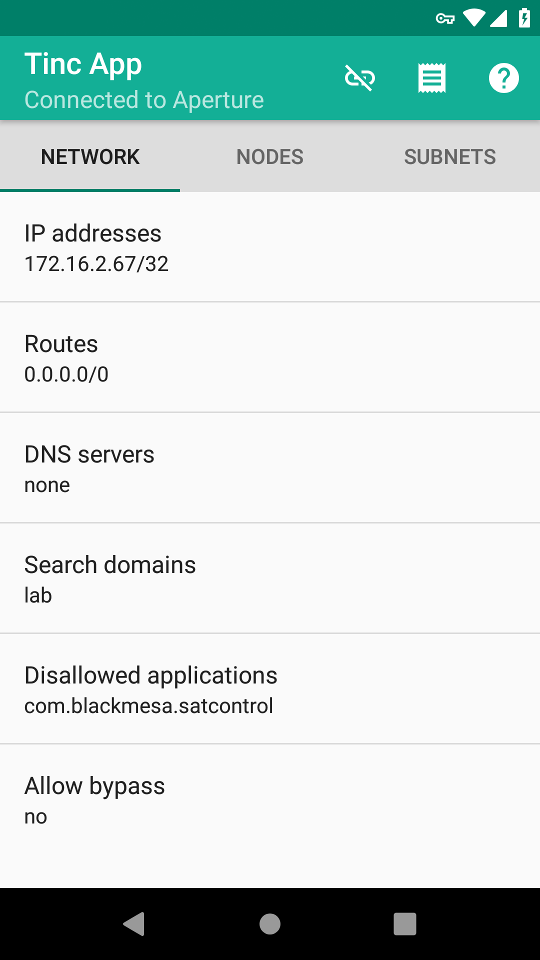 Tinc App
Connected to Aperture
NETWORK
NODES
SUBNETS
IP addresses
172.16.2.67/32
Routes
0.0.0.0/0
DNS servers
none
Search domains
lab
Disallowed applications
com.blackmesa.satcontrol
Allow bypass
no